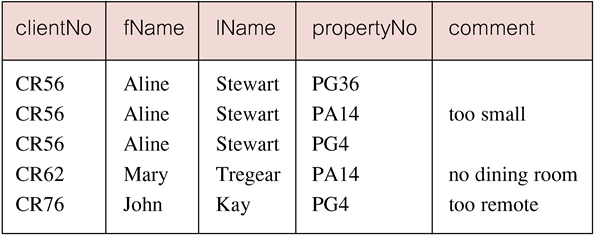 clientNo fName lName propertyNo comment
CR56 Aline Stewart PG36
CR56 Aline Stewart PA14 too small
CR56 Aline Stewart PG4
CR62 Mary Tregear PA14 no dining room
CR76 John Kay PG4 too remote